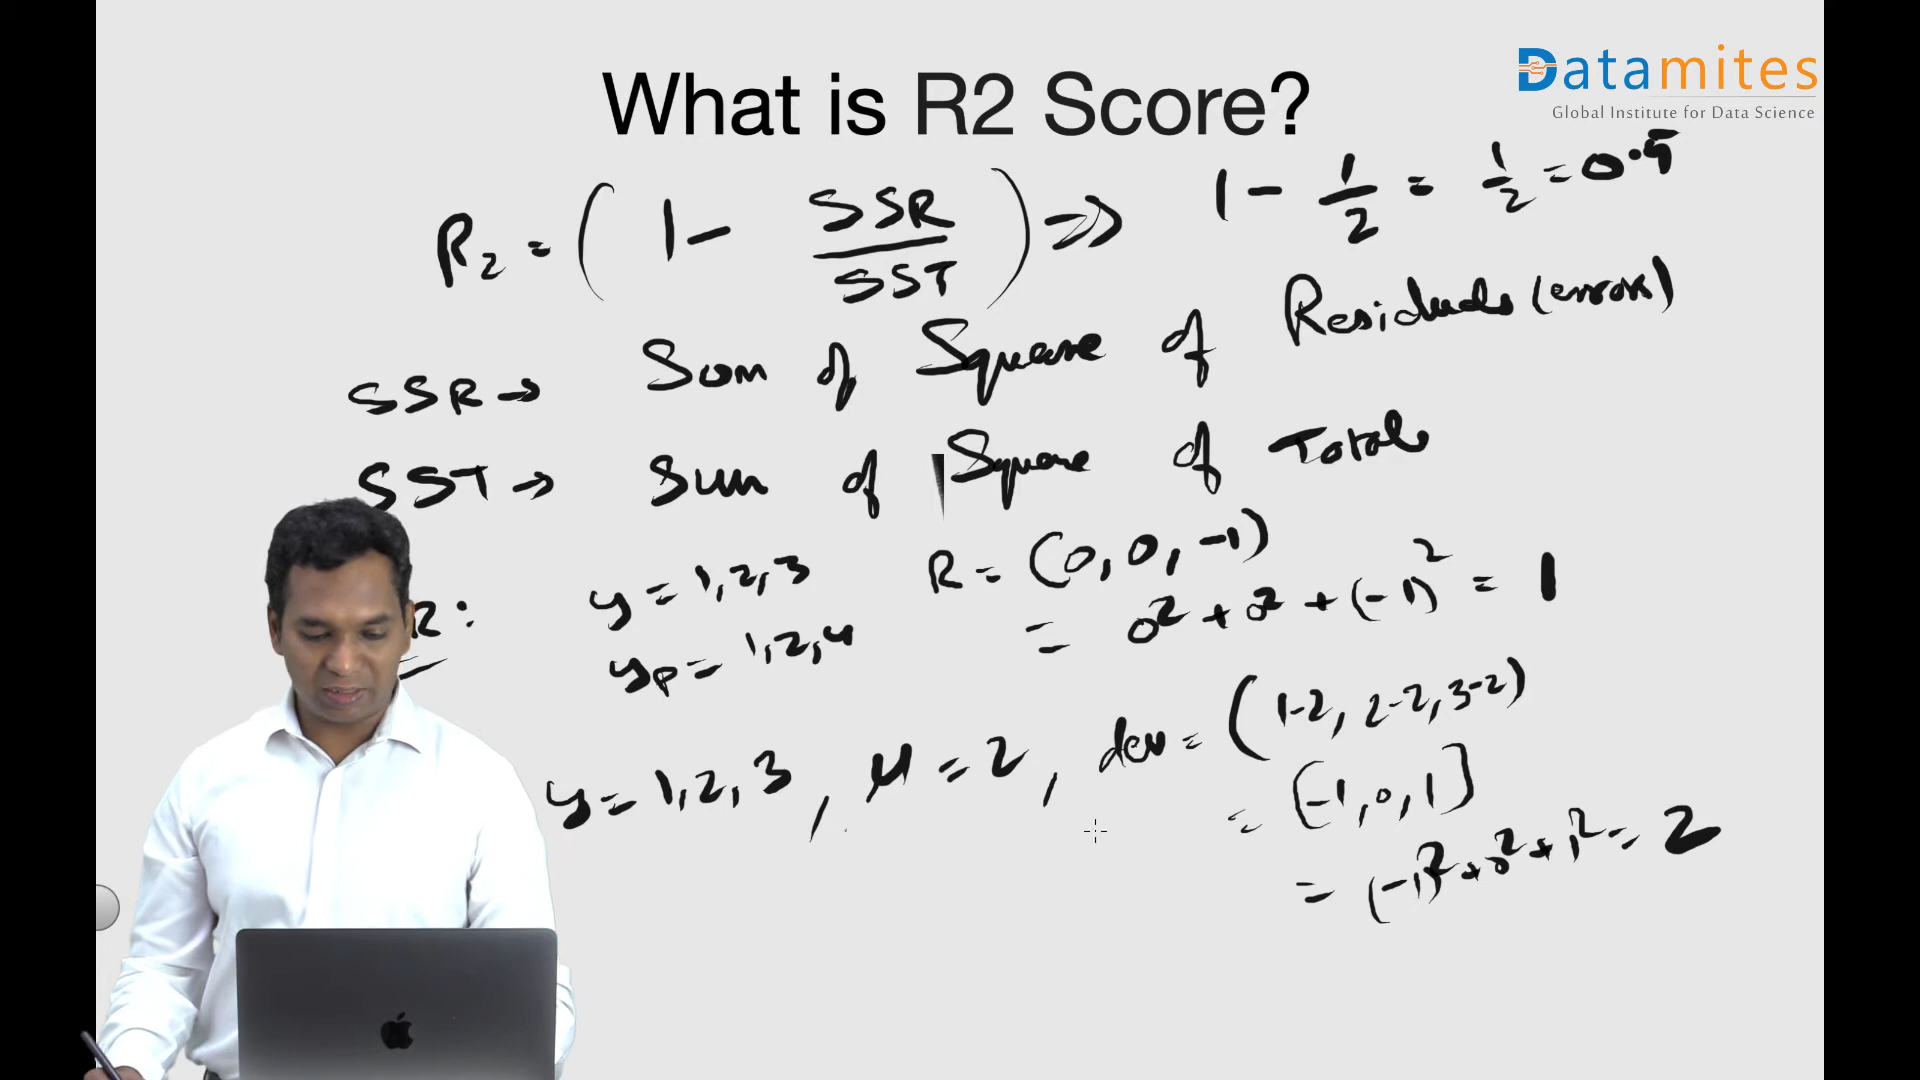 Datamites
Global Institute for Data Science
What is R2 Score?
R2 = ( 1 - SSR/SST ) => 1 - 1/2 = 1/2 = 0.5
SSR → Sum of Square of Residuals (errors)
SST → Sum of Square of Totals
R: y = 1,2,3 R = (0, 0, -1)
yp = 1,2,4 = 0² + 0² + (-1)² = 1
y = 1,2,3 , μ = 2 , dev = (1-2, 2-2, 3-2)
= [-1, 0, 1]
= (-1)² + 0² + 1² = 2